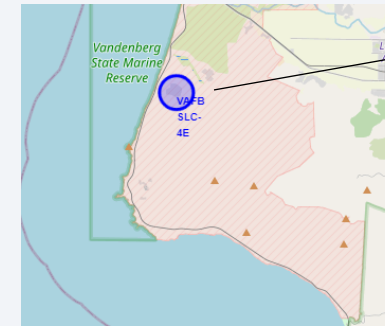 Vandenberg
State Marine
Reserve
VAFB
SLC-
4E